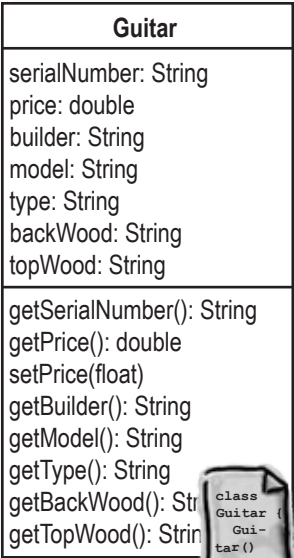 Guitar
serialNumber: String
price: double
builder: String
model: String
type: String
backWood: String
topWood: String
getSerialNumber(): String
getPrice(): double
setPrice(float)
getBuilder(): String
getModel(): String
getType(): String
getBackWood(): Str
getTopWood(): Strin
class
Guitar {
Gui-
tar()